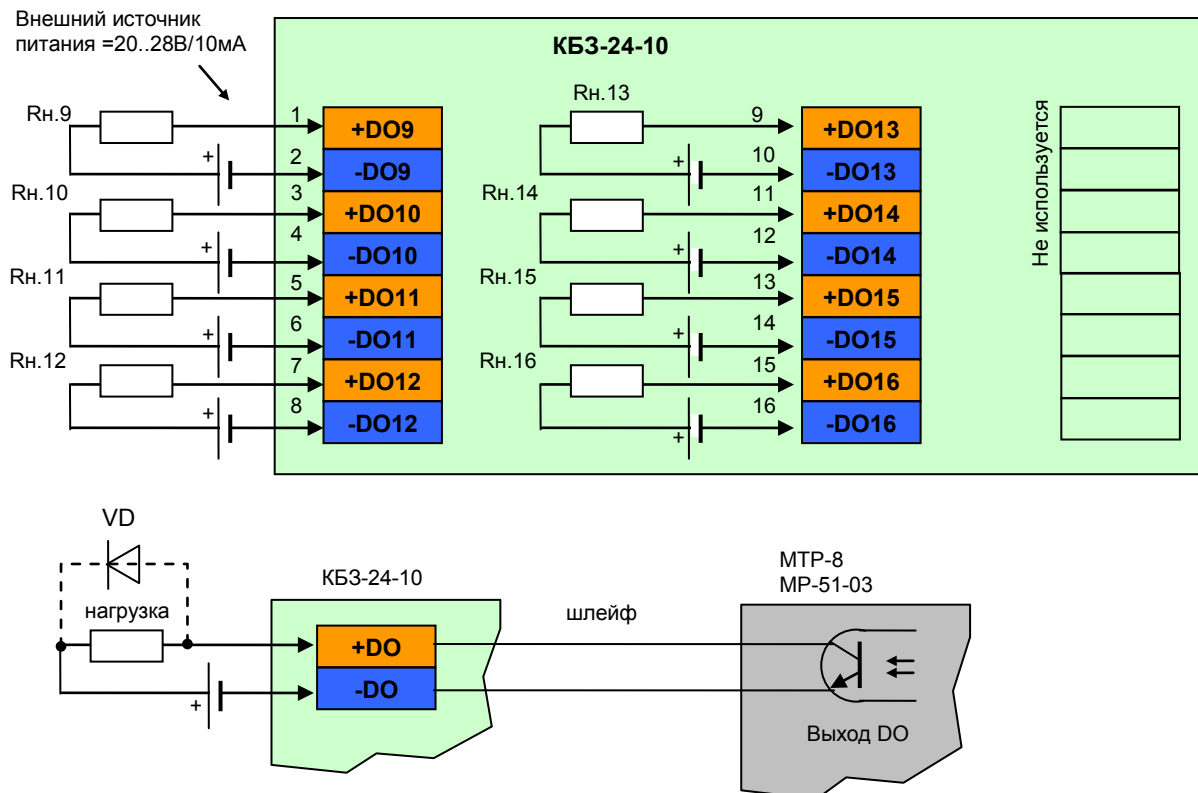 Внешний источник
питания =20..28В/10мА
КБЗ-24-10
Rн.9
1
+DO9
2
-DO9
Rн.10
3
+DO10
4
-DO10
Rн.11
5
+DO11
6
-DO11
Rн.12
7
+DO12
8
-DO12
Rн.13
9
+DO13
10
-DO13
Rн.14
11
+DO14
12
-DO14
Rн.15
13
+DO15
14
-DO15
Rн.16
15
+DO16
16
-DO16
Не используется
+
+
+
+
+
+
+
+
VD
нагрузка
+
КБЗ-24-10
+DO
-DO
шлейф
МТР-8
МР-51-03
Выход DO